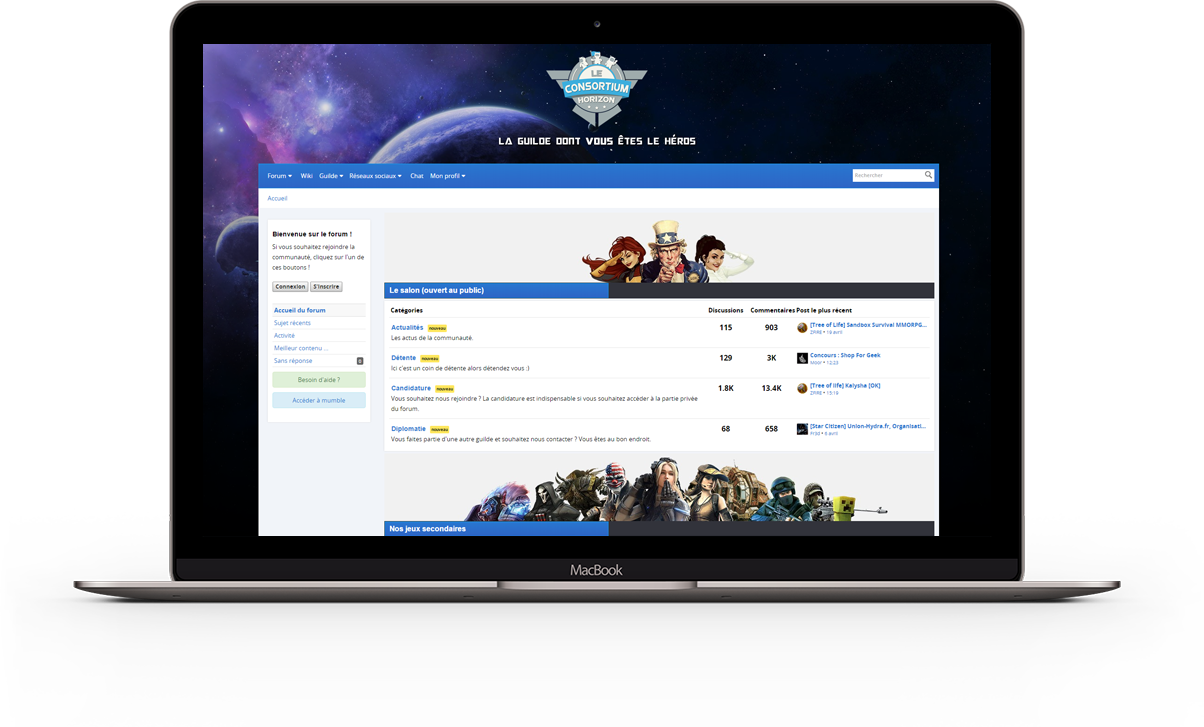 LE
CONSORTIUM
HORIZON
LA GUILDE DONT VOUS ÊTES LE HÉROS
Forum Wiki Guilde Réseaux sociaux Chat Mon profil Rechercher
Accueil
Bienvenue sur le forum !
Si vous souhaitez rejoindre la
communauté, cliquez sur l'un de
ces boutons !
Connexion S'inscrire
Accueil du forum
Sujet récents
Activité
Meilleur contenu ...
Sans réponse
Besoin d'aide ?
Accéder à mumble
Le salon (ouvert au public)
Catégories Discussions Commentaires Post le plus récent
Actualités nouveau 115 903 [Tree of Life] Sandbox Survival MMORPG...
Les actus de la communauté. ZiFiRE • 16 avril
Détente nouveau 129 3K Concours : Shop For Geek
Ici c'est un coin de détente alors détendez vous :) 12:23
Candidature nouveau 1.8K 13.4K [Tree of life] Kalysha [OK]
Vous souhaitez nous rejoindre ? La candidature est indispensable si vous souhaitez accéder à la partie privée
du forum.
Diplomatie nouveau 68 658 [Star Citizen] Union-Hydra.fr, Organisati...
Vous faites partie d'une autre guilde et souhaitez nous contacter ? Vous êtes au bon endroit.
Nos jeux secondaires
MacBook